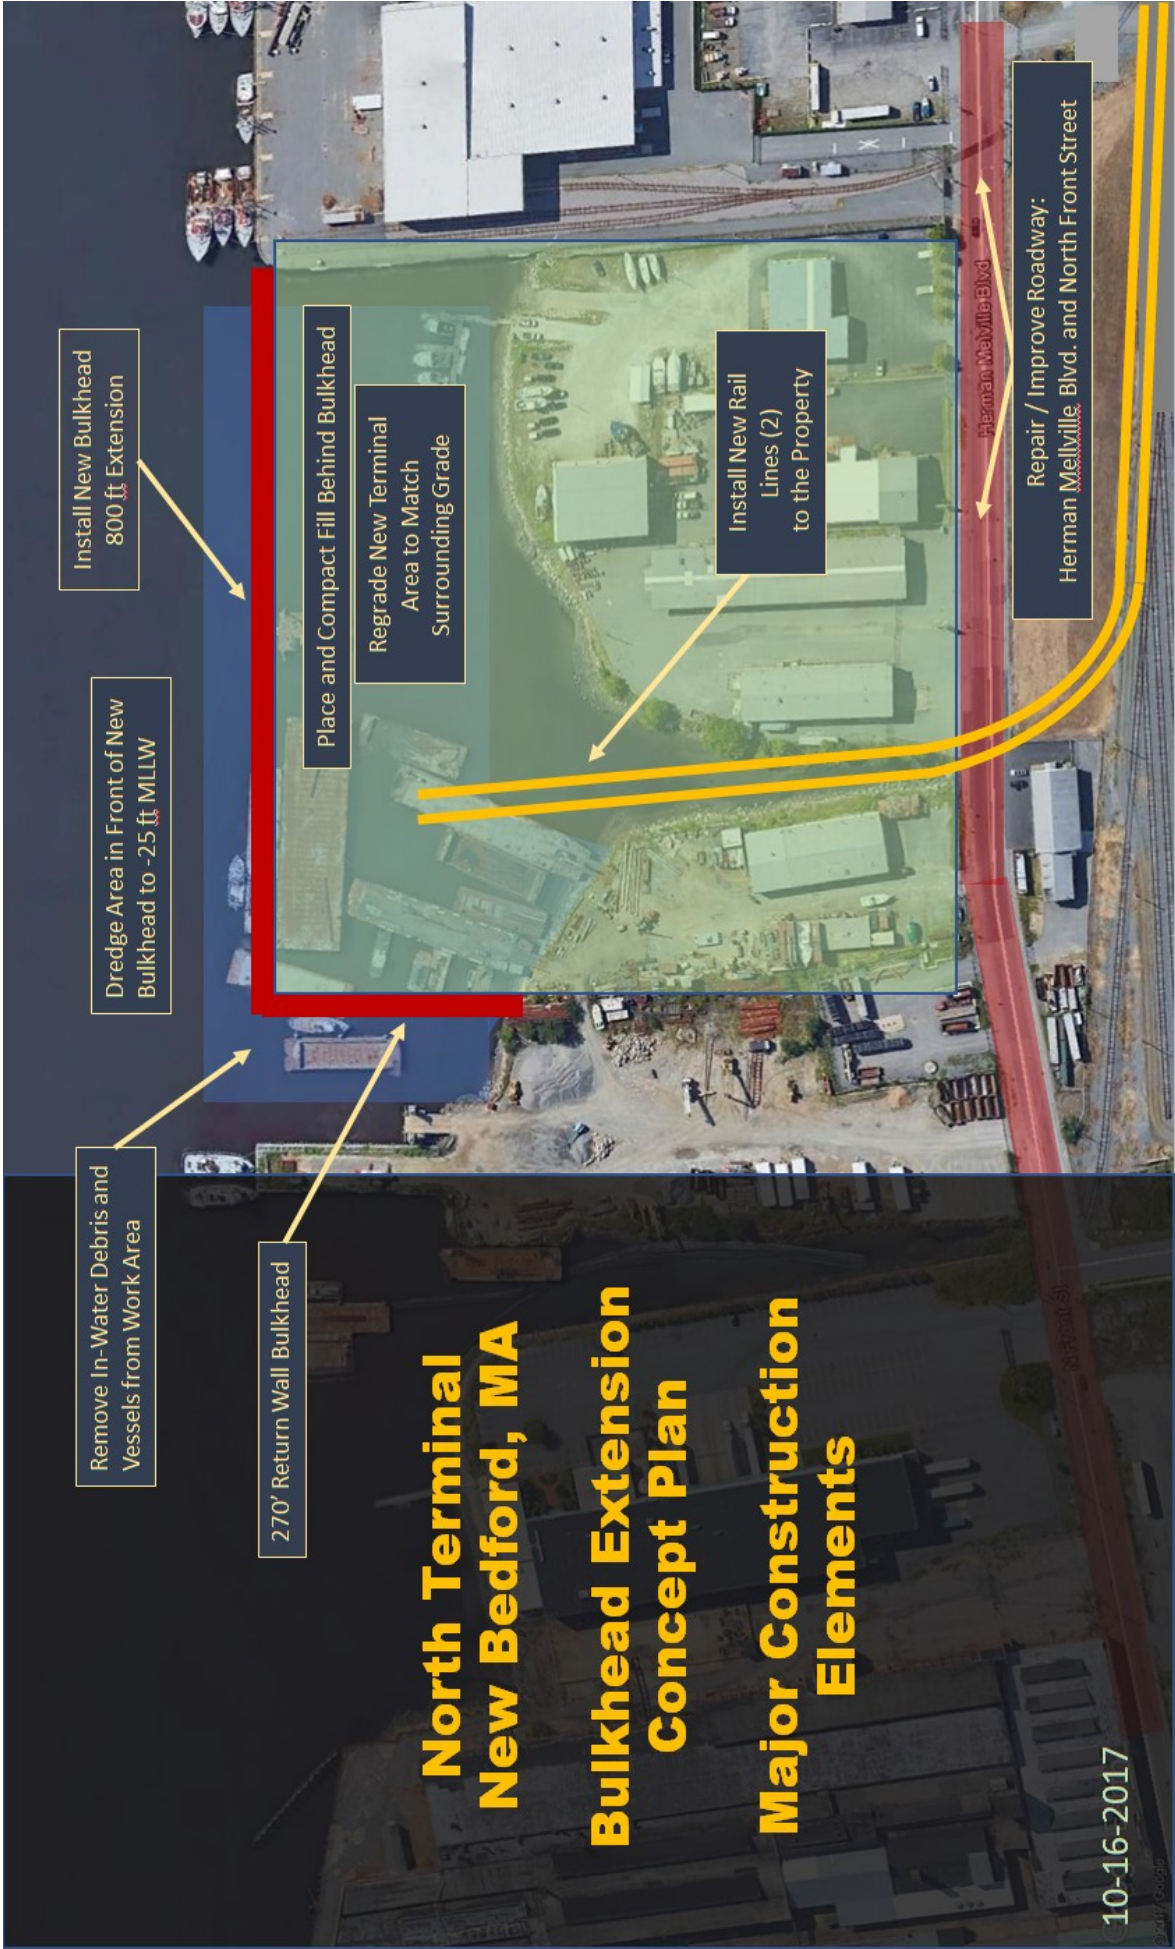 North Terminal
New Bedford, MA
Bulkhead Extension
Concept Plan
Major Construction
Elements
10-16-2017
Remove In-Water Debris and
Vessels from Work Area
270' Return Wall Bulkhead
Dredge Area in Front of New
Bulkhead to -25 ft MLLW
Install New Bulkhead
800 ft Extension
Place and Compact Fill Behind Bulkhead
Regrade New Terminal
Area to Match
Surrounding Grade
Install New Rail
Lines (2)
to the Property
Repair / Improve Roadway:
Herman Mellville Blvd. and North Front Street
Herman Melville Blvd
N Front St